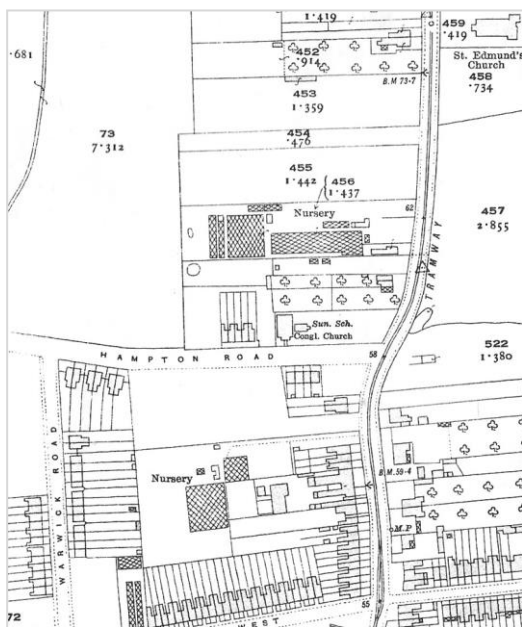 1.419
459
.419
St. Edmund's
Church
458
.734
452
.914
.681
B.M 73·7
453
1.359
73
7.312
454
.476
455
1.442
456
1.437
Nursery
62
457
2.855
TRAMWAY
Sun. Sch.
Congl. Church
HAMPTON ROAD
58
522
1.380
WARWICK ROAD
Nursery
B.M. 59·4
M P
72
WEST
55